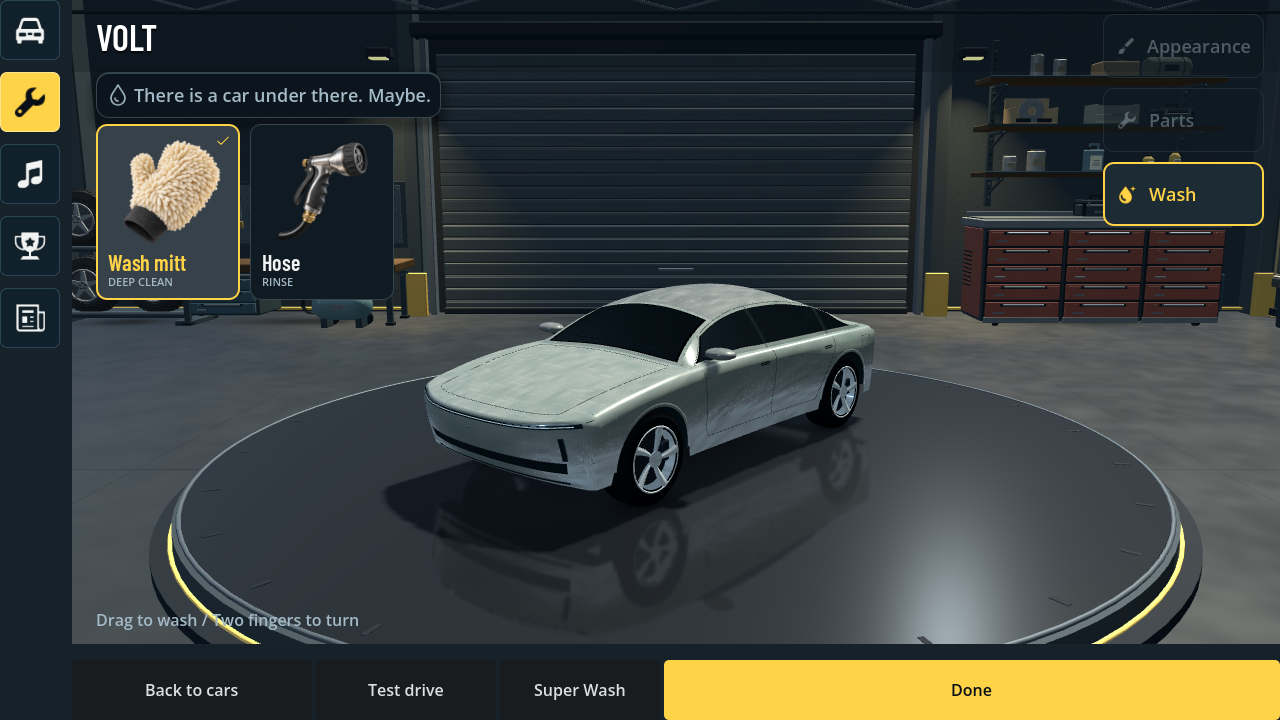 VOLT
There is a car under there. Maybe.
Wash mitt
DEEP CLEAN
Hose
RINSE
Appearance
Parts
Wash
Drag to wash / Two fingers to turn
Back to cars
Test drive
Super Wash
Done